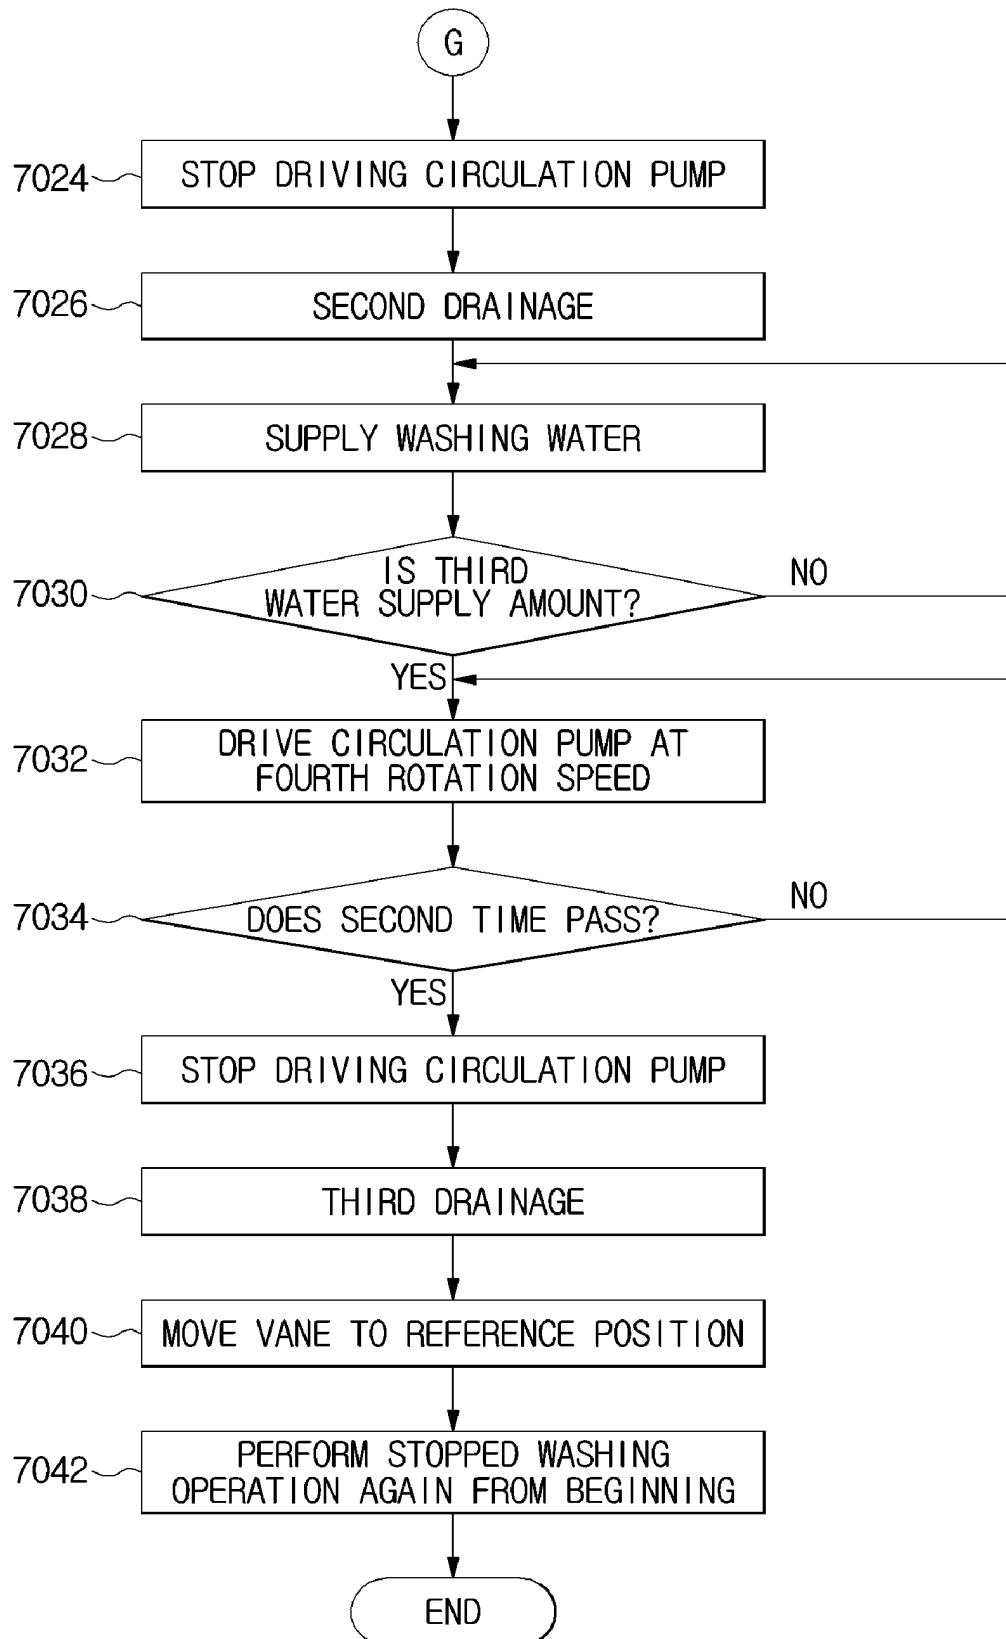 G
7024
STOP DRIVING CIRCULATION PUMP
7026
SECOND DRAINAGE
7028
SUPPLY WASHING WATER
7030
IS THIRD
WATER SUPPLY AMOUNT?
NO
YES
7032
DRIVE CIRCULATION PUMP AT
FOURTH ROTATION SPEED
7034
DOES SECOND TIME PASS?
NO
YES
7036
STOP DRIVING CIRCULATION PUMP
7038
THIRD DRAINAGE
7040
MOVE VANE TO REFERENCE POSITION
7042
PERFORM STOPPED WASHING
OPERATION AGAIN FROM BEGINNING
END